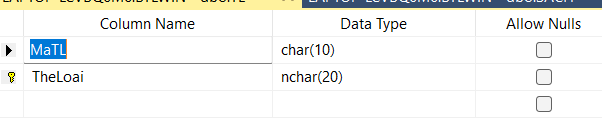 Column Name Data Type Allow Nulls
MaTL char(10)
TheLoai nchar(20)